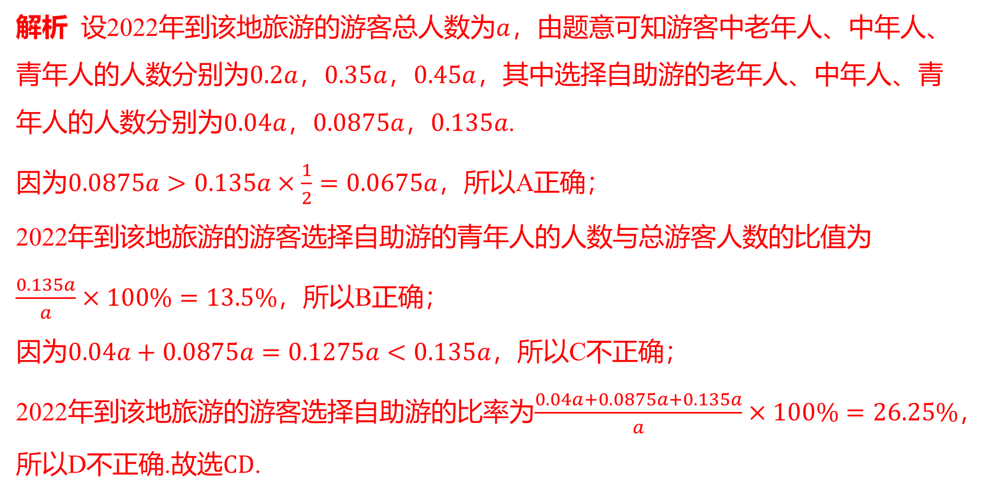 解析 设2022年到该地旅游的游客总人数为a，由题意可知游客中老年人、中年人、
青年人的人数分别为0.2a，0.35a，0.45a，其中选择自助游的老年人、中年人、青
年人的人数分别为0.04a，0.0875a，0.135a.
因为0.0875a > 0.135a × 1/2 = 0.0675a，所以A正确；
2022年到该地旅游的游客选择自助游的青年人的人数与总游客人数的比值为
0.135a/a × 100% = 13.5%，所以B正确；
因为0.04a + 0.0875a = 0.1275a < 0.135a，所以C不正确；
2022年到该地旅游的游客选择自助游的比率为(0.04a+0.0875a+0.135a)/a × 100% = 26.25%，
所以D不正确.故选CD.